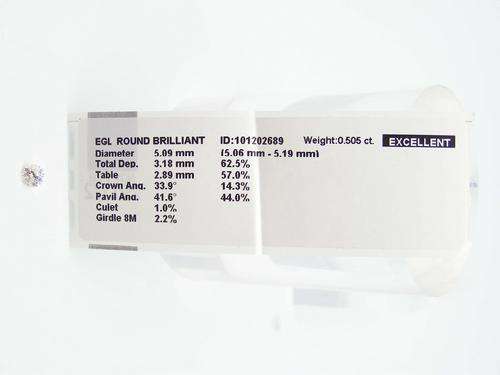 EGL ROUND BRILLIANT ID:101202689 Weight:0.505 ct. EXCELLENT
Diameter 5.09 mm (5.06 mm - 5.19 mm)
Total Dep. 3.18 mm 62.5%
Table 2.89 mm 57.0%
Crown Ang. 33.9° 14.3%
Pavil Ang. 41.6° 44.0%
Culet 1.0%
Girdle 8M 2.2%